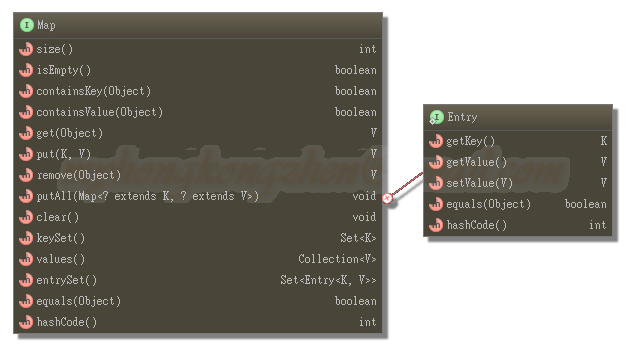 Map
size() int
isEmpty() boolean
containsKey(Object) boolean
containsValue(Object) boolean
get(Object) V
put(K, V) V
remove(Object) V
putAll(Map<? extends K, ? extends V>) void
clear() void
keySet() Set<K>
values() Collection<V>
entrySet() Set<Entry<K, V>>
equals(Object) boolean
hashCode() int
Entry
getKey() K
getValue() V
setValue(V) V
equals(Object) boolean
hashCode() int